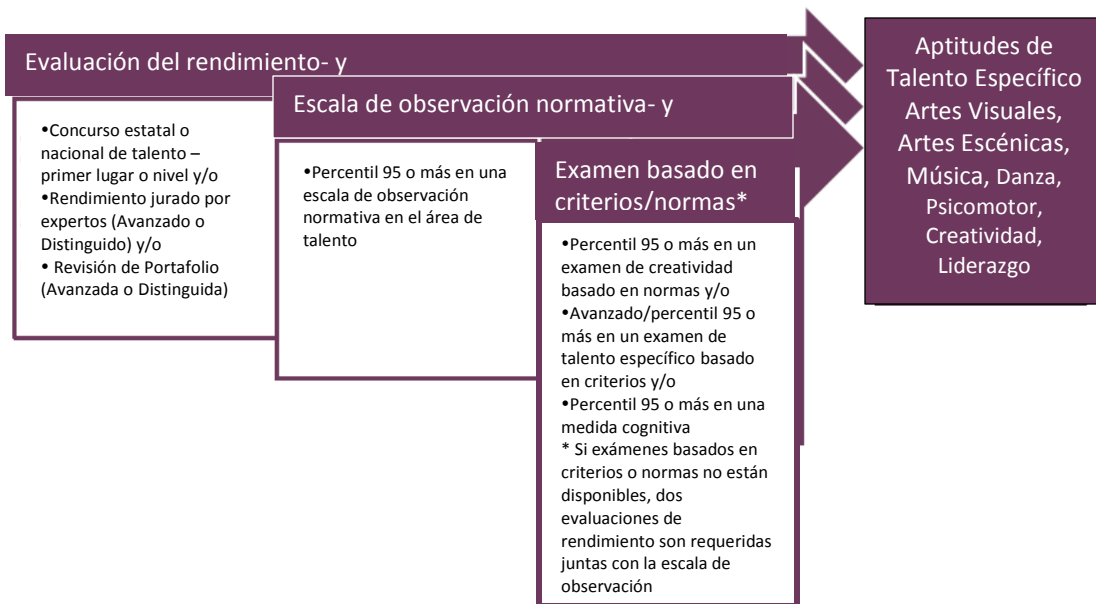 Evaluación del rendimiento- y
•Concurso estatal o
nacional de talento –
primer lugar o nivel y/o
•Rendimiento jurado por
expertos (Avanzado o
Distinguido) y/o
• Revisión de Portafolio
(Avanzada o Distinguida)
Escala de observación normativa- y
•Percentil 95 o más en una
escala de observación
normativa en el área de
talento
Examen basado en
criterios/normas*
•Percentil 95 o más en un
examen de creatividad
basado en normas y/o
•Avanzado/percentil 95 o
más en un examen de
talento específico basado
en criterios y/o
•Percentil 95 o más en una
medida cognitiva
* Si exámenes basados en
criterios o normas no están
disponibles, dos
evaluaciones de
rendimiento son requeridas
juntas con la escala de
observación
Aptitudes de
Talento Específico
Artes Visuales,
Artes Escénicas,
Música, Danza,
Psicomotor,
Creatividad,
Liderazgo